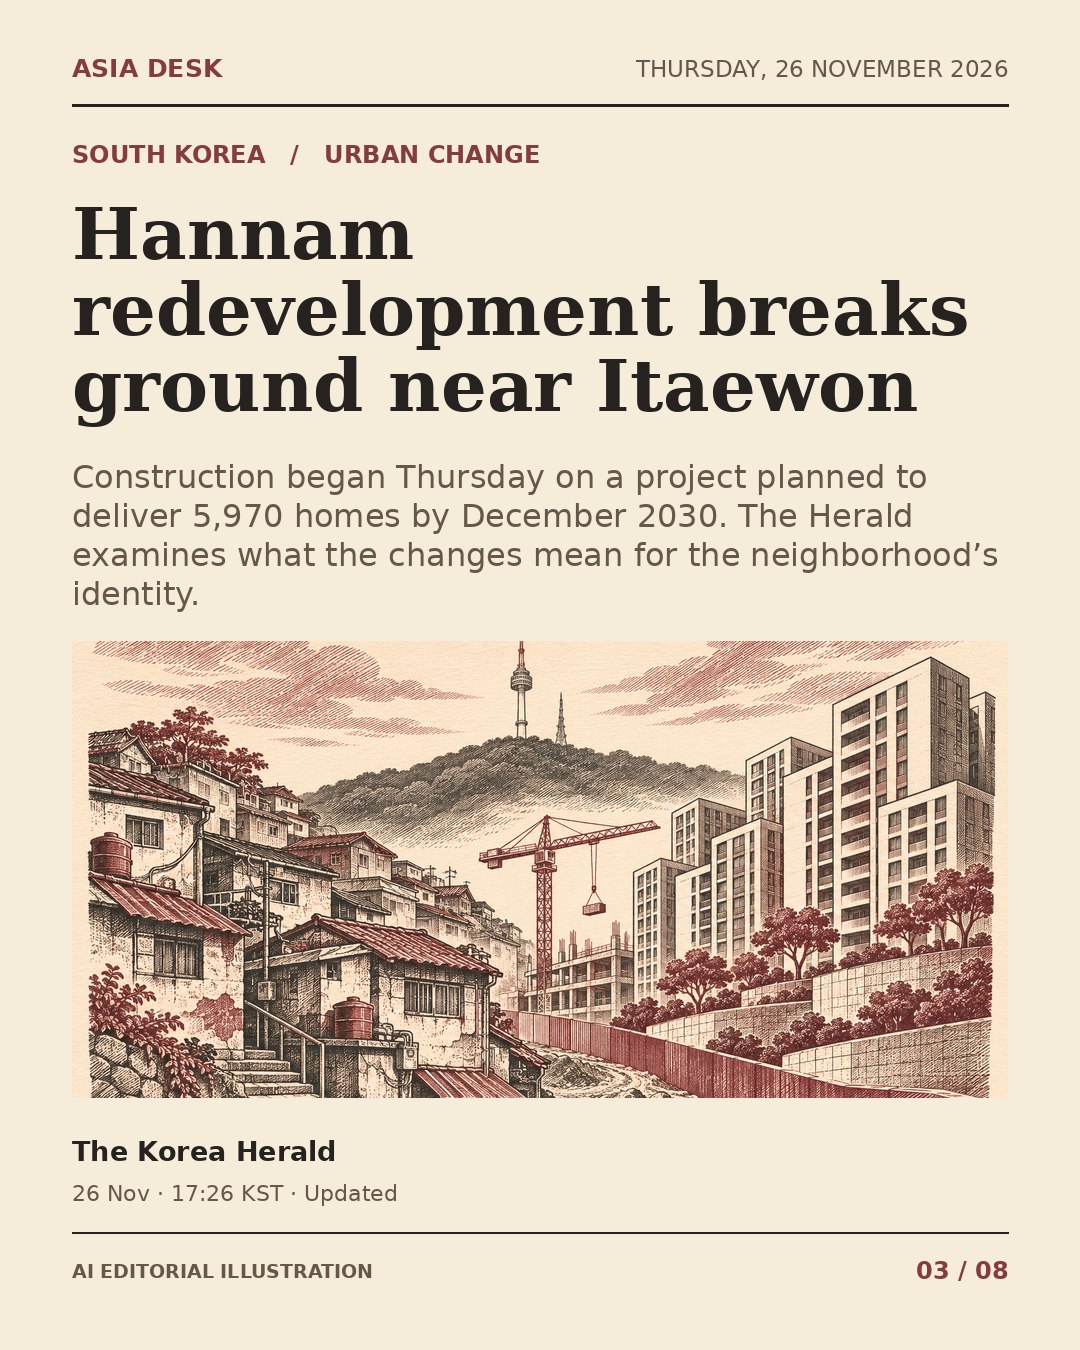 ASIA DESK
THURSDAY, 26 NOVEMBER 2026
SOUTH KOREA / URBAN CHANGE
Hannam
redevelopment breaks
ground near Itaewon
Construction began Thursday on a project planned to
deliver 5,970 homes by December 2030. The Herald
examines what the changes mean for the neighborhood’s
identity.
The Korea Herald
26 Nov · 17:26 KST · Updated
AI EDITORIAL ILLUSTRATION
03 / 08